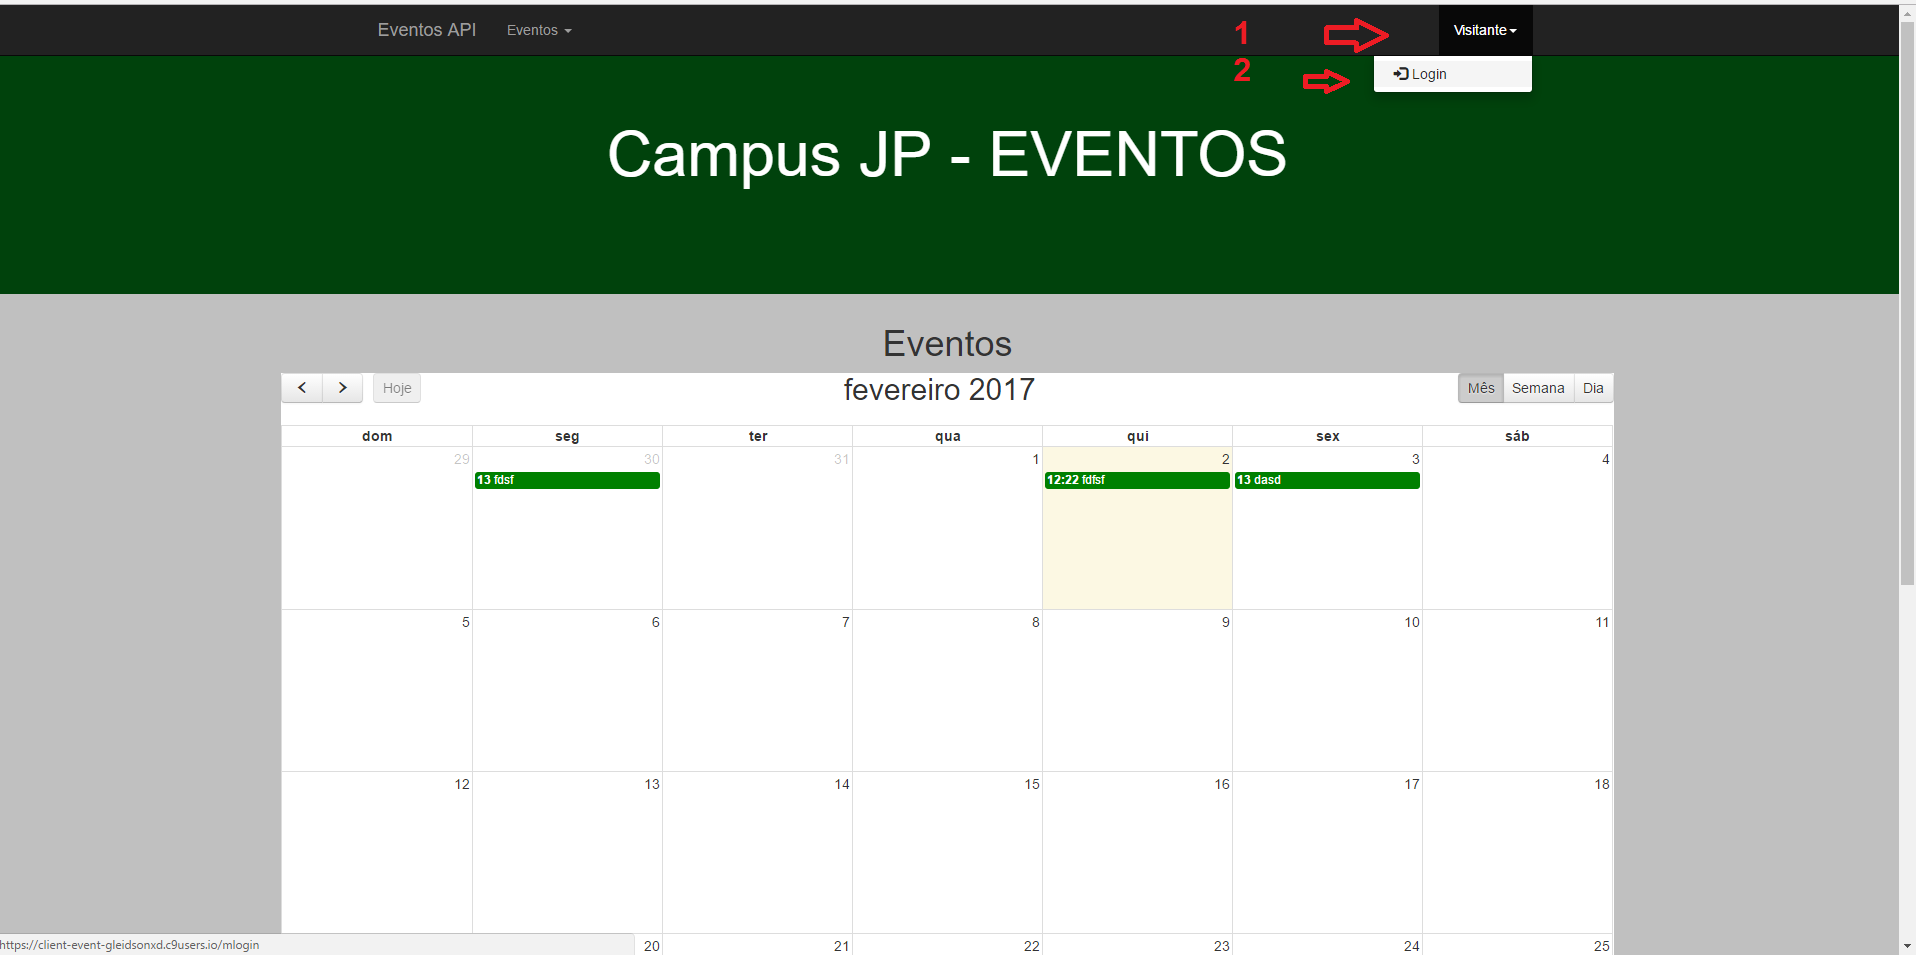 Eventos API Eventos 1 Visitante
2 Login
Campus JP - EVENTOS
Eventos
Hoje fevereiro 2017 Mês Semana Dia
dom seg ter qua qui sex sáb
29 30 31 1 2 3 4
13 fdsf 12:22 fdfsf 13 dasd
5 6 7 8 9 10 11
12 13 14 15 16 17 18
https://client-event-gleidsonxd.c9users.io/mlogin 20 21 22 23 24 25